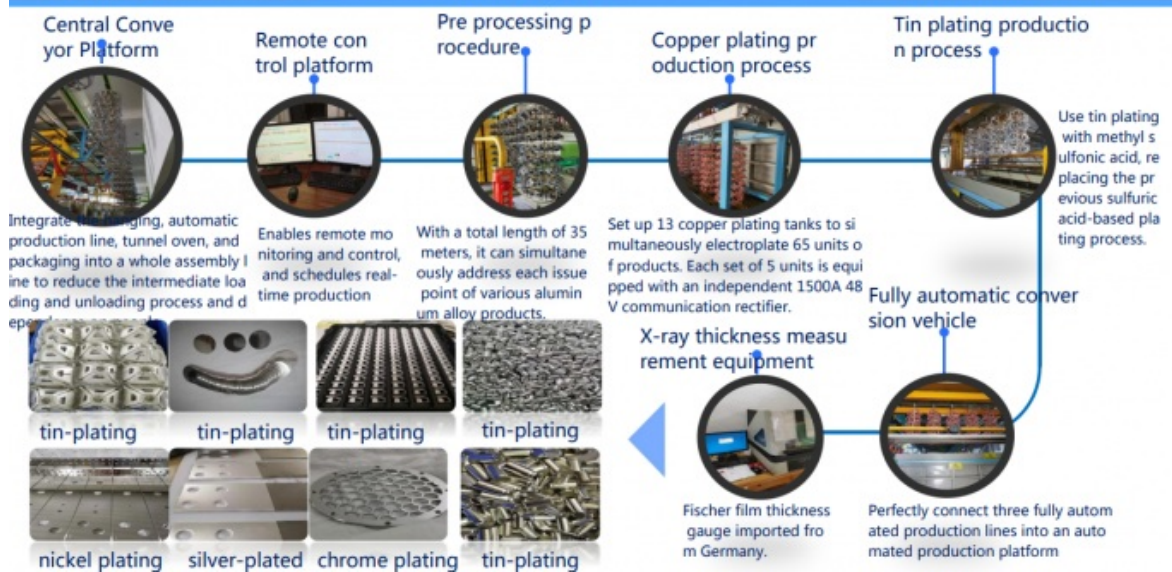 Central Conve
yor Platform
Integrate the hanging, automatic
production line, tunnel oven, and
packaging into a whole assembly l
ine to reduce the intermediate loa
ding and unloading process and d
Remote con
trol platform
Enables remote mo
nitoring and control,
and schedules real-
time production
Pre processing p
rocedure
With a total length of 35
meters, it can simultane
ously address each issue
point of various alumin
um alloy products.
Copper plating pr
oduction process
Set up 13 copper plating tanks to si
multaneously electroplate 65 units o
f products. Each set of 5 units is equi
pped with an independent 1500A 48
V communication rectifier.
Tin plating productio
n process
Use tin plating
with methyl s
ulfonic acid, re
placing the pr
evious sulfuric
acid-based pla
ting process.
Fully automatic conver
sion vehicle
Perfectly connect three fully autom
ated production lines into an auto
mated production platform
X-ray thickness measu
rement equipment
Fischer film thickness
gauge imported fro
m Germany.
tin-plating
tin-plating
tin-plating
tin-plating
nickel plating
silver-plated
chrome plating
tin-plating